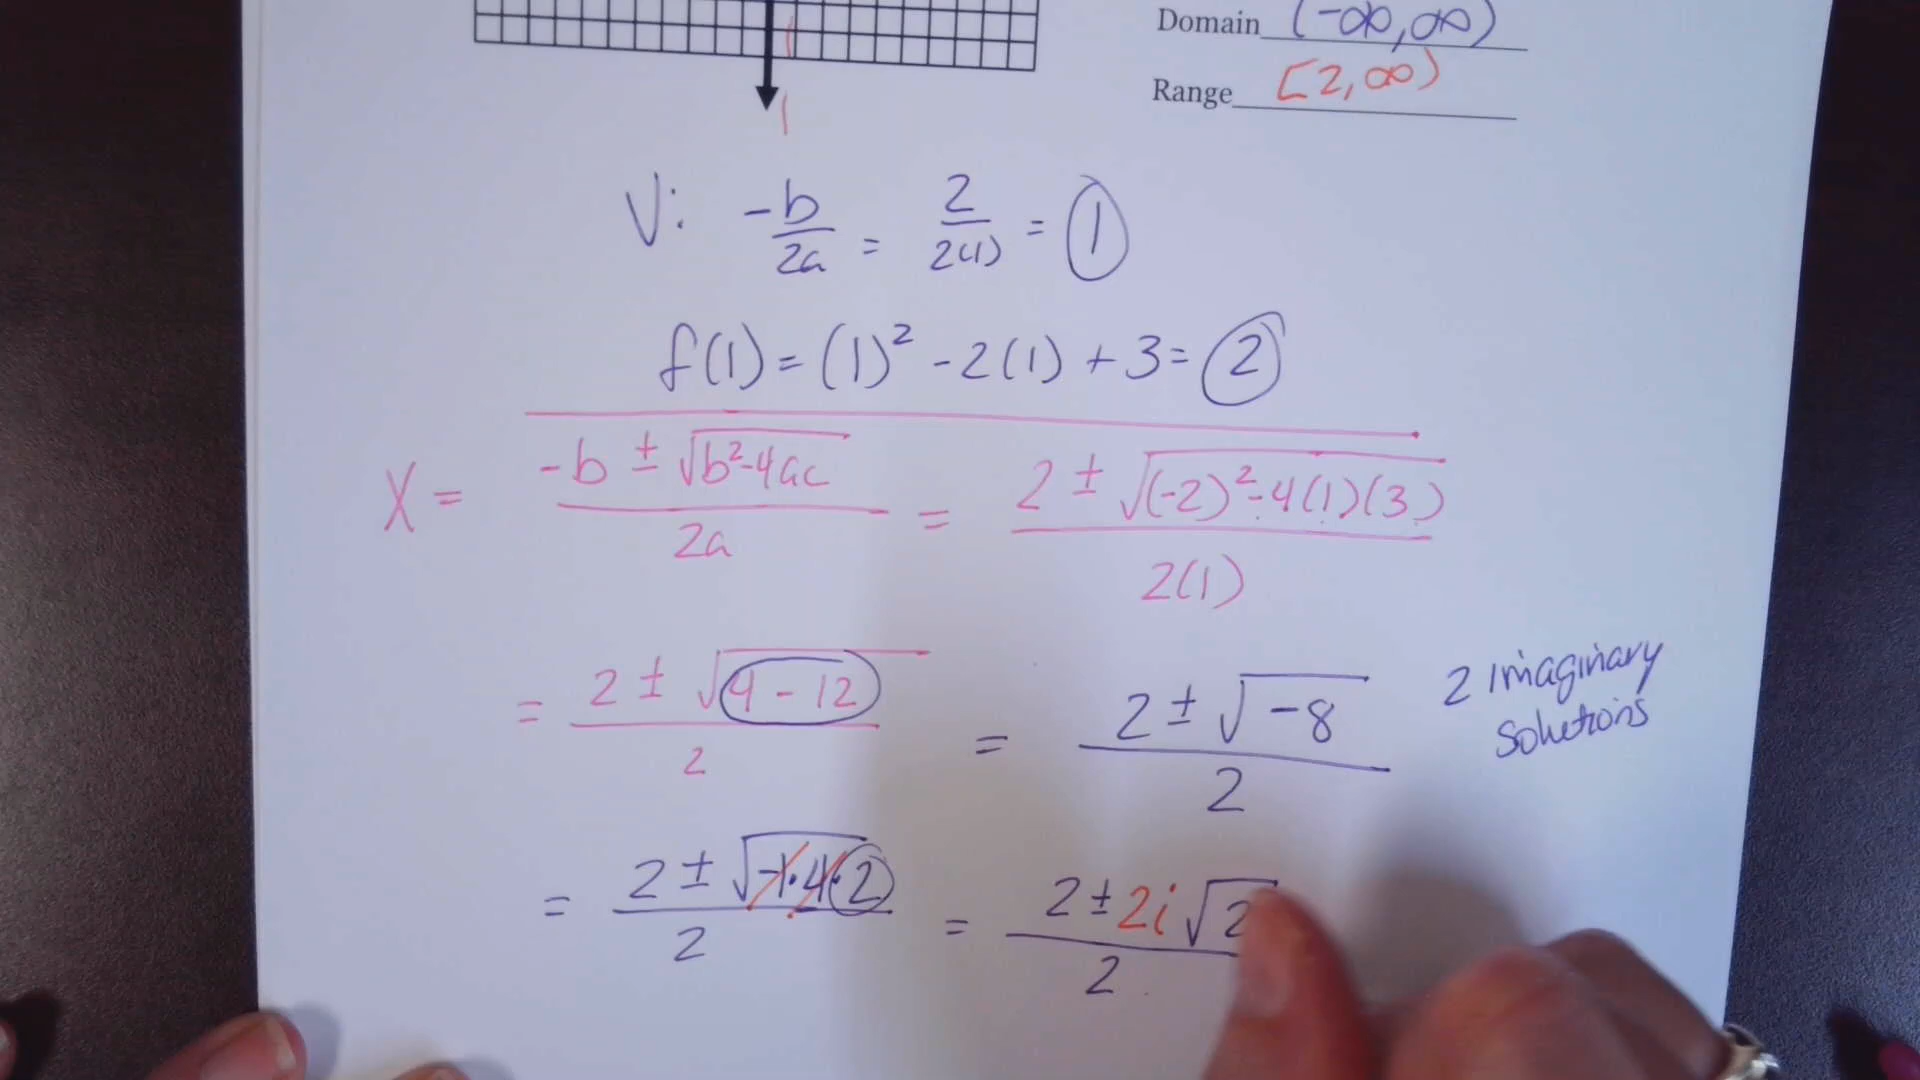 Domain (-∞, ∞)
Range [2, ∞)
V: -b/2a = 2/2(1) = 1
f(1) = (1)² - 2(1) + 3 = 2
X = -b ± √b²-4ac / 2a = 2 ± √(-2)²-4(1)(3) / 2(1)
= 2 ± √4-12 / 2 = 2 ± √-8 / 2
2 Imaginary
Solutions
= 2 ± √-1·4·2 / 2 = 2 ± 2i √2 / 2